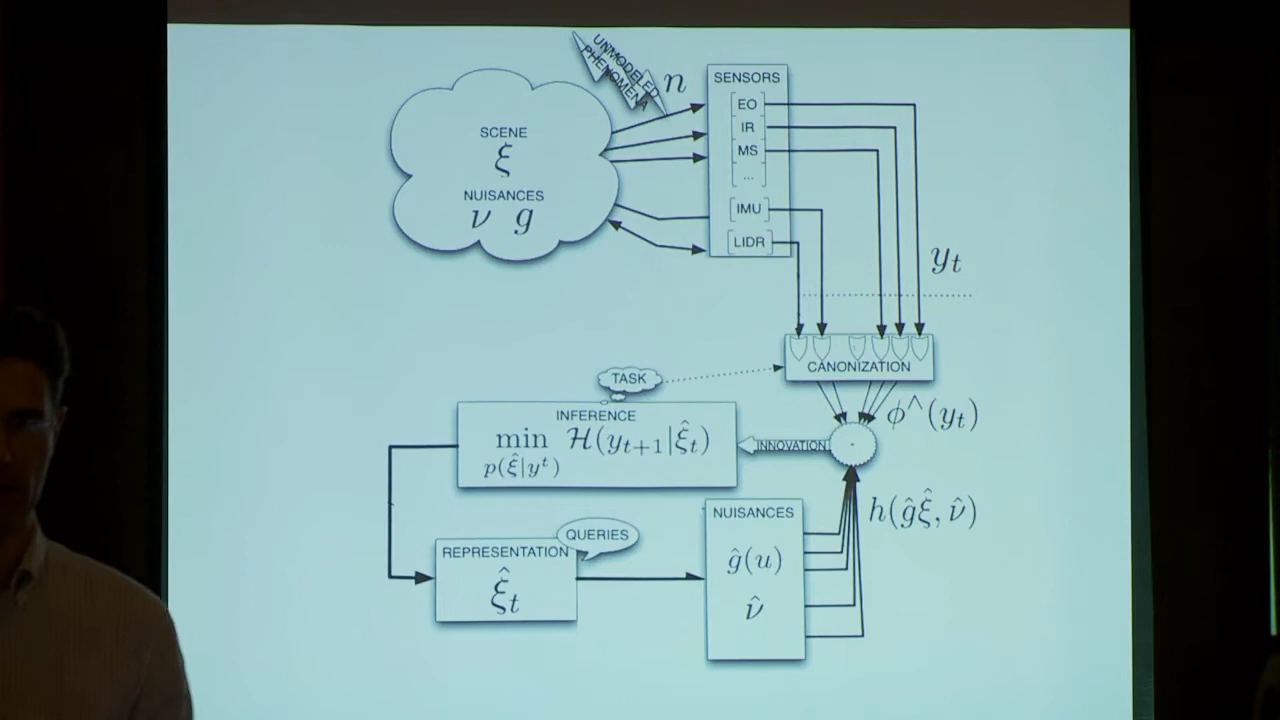 UNMODELED
PHENOMENA
n
SENSORS
EO
IR
MS
...
IMU
LIDR
SCENE
ξ
NUISANCES
ν g
y_t
CANONIZATION
TASK
ϕ^∧(y_t)
INFERENCE
min H(y_{t+1}|ξ̂_t)
p(ξ̂|y^t)
INNOVATION
-
h(ĝξ̂, ν̂)
NUISANCES
ĝ(u)
ν̂
QUERIES
REPRESENTATION
ξ̂_t